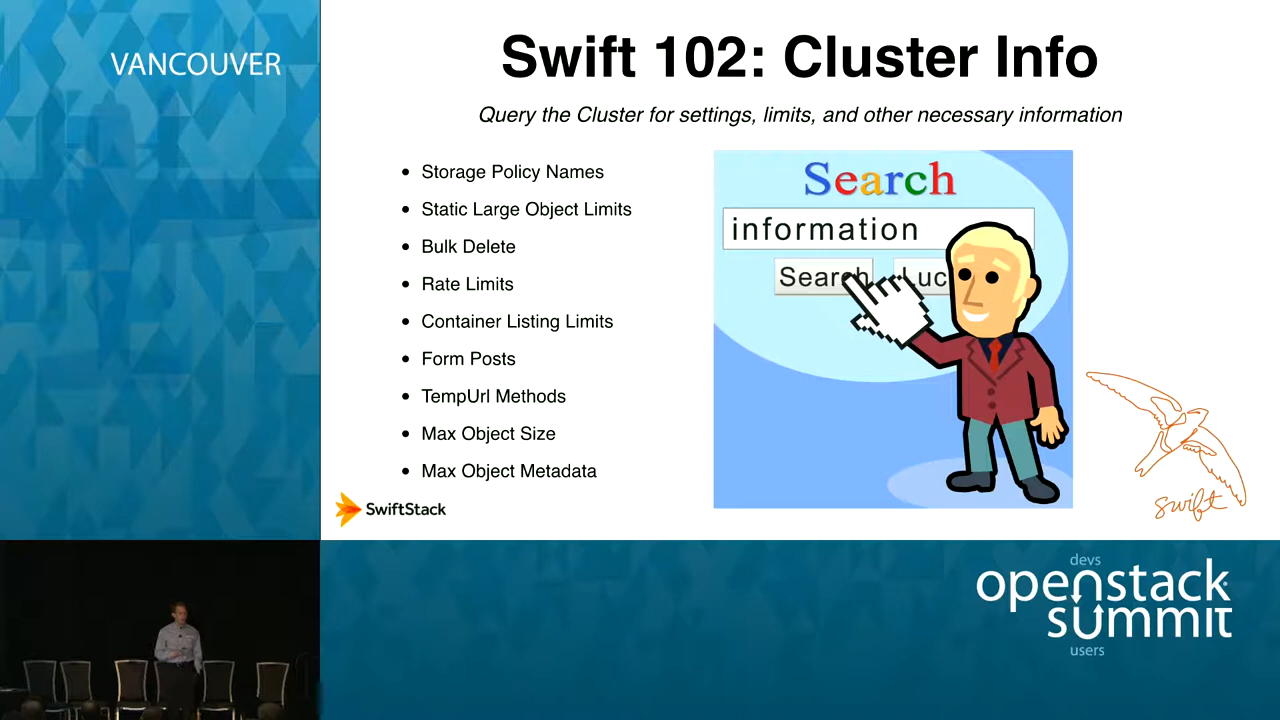 VANCOUVER
Swift 102: Cluster Info
Query the Cluster for settings, limits, and other necessary information
Storage Policy Names
Static Large Object Limits
Bulk Delete
Rate Limits
Container Listing Limits
Form Posts
TempUrl Methods
Max Object Size
Max Object Metadata
Search
information
Search
Luc
SwiftStack
swift
devs
openstack
summit
users